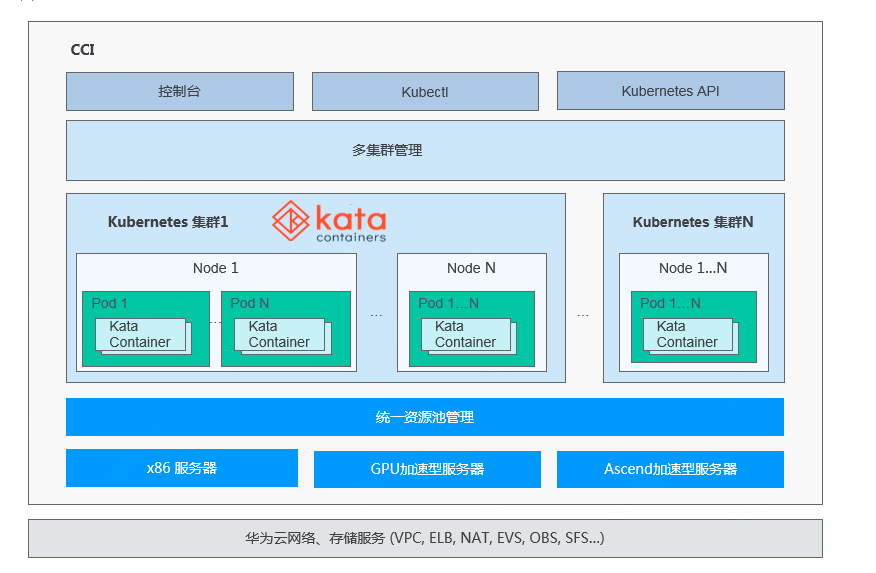 CCI
控制台
Kubectl
Kubernetes API
多集群管理
Kubernetes 集群1
kata
containers
Kubernetes 集群N
Node 1
Node N
Node 1...N
Pod 1
Pod N
Pod 1...N
Pod 1...N
...
...
...
Kata
Container
Kata
Container
Kata
Container
Kata
Container
统一资源池管理
x86 服务器
GPU加速型服务器
Ascend加速型服务器
华为云网络、存储服务 (VPC, ELB, NAT, EVS, OBS, SFS...)